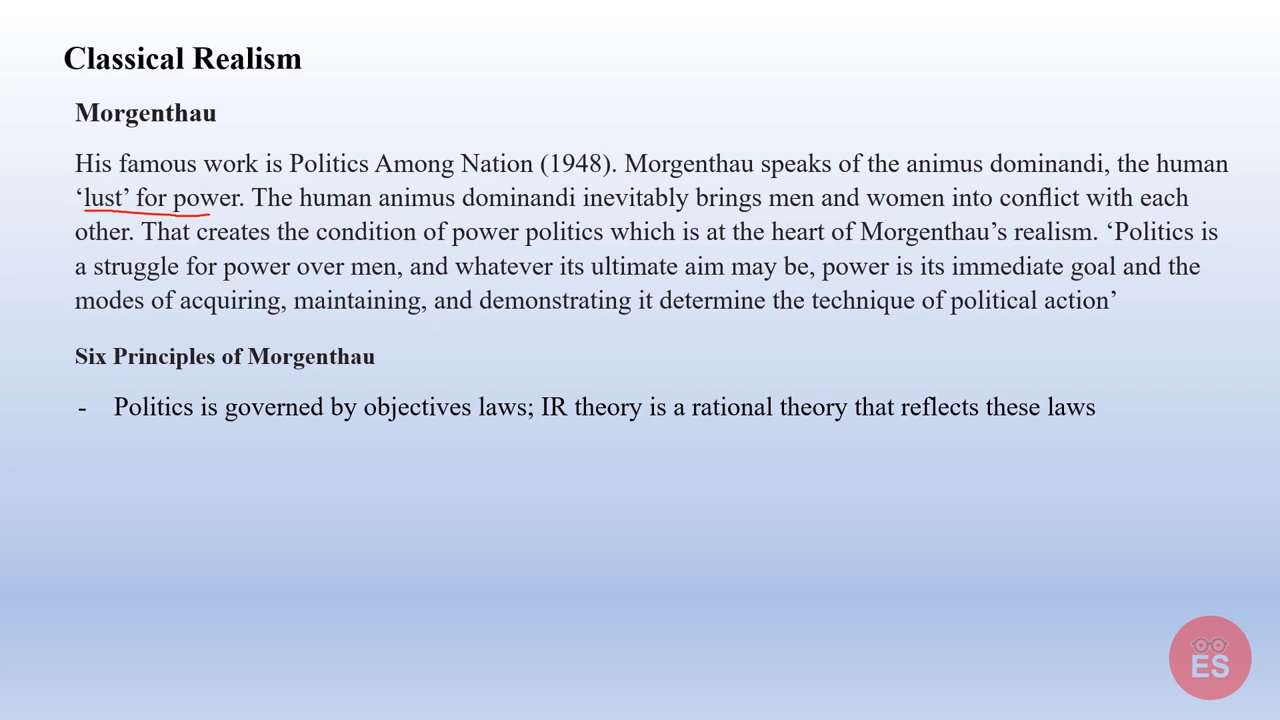 Classical Realism
Morgenthau
His famous work is Politics Among Nation (1948). Morgenthau speaks of the animus dominandi, the human
‘lust’ for power. The human animus dominandi inevitably brings men and women into conflict with each
other. That creates the condition of power politics which is at the heart of Morgenthau’s realism. ‘Politics is
a struggle for power over men, and whatever its ultimate aim may be, power is its immediate goal and the
modes of acquiring, maintaining, and demonstrating it determine the technique of political action’
Six Principles of Morgenthau
- Politics is governed by objectives laws; IR theory is a rational theory that reflects these laws
ES